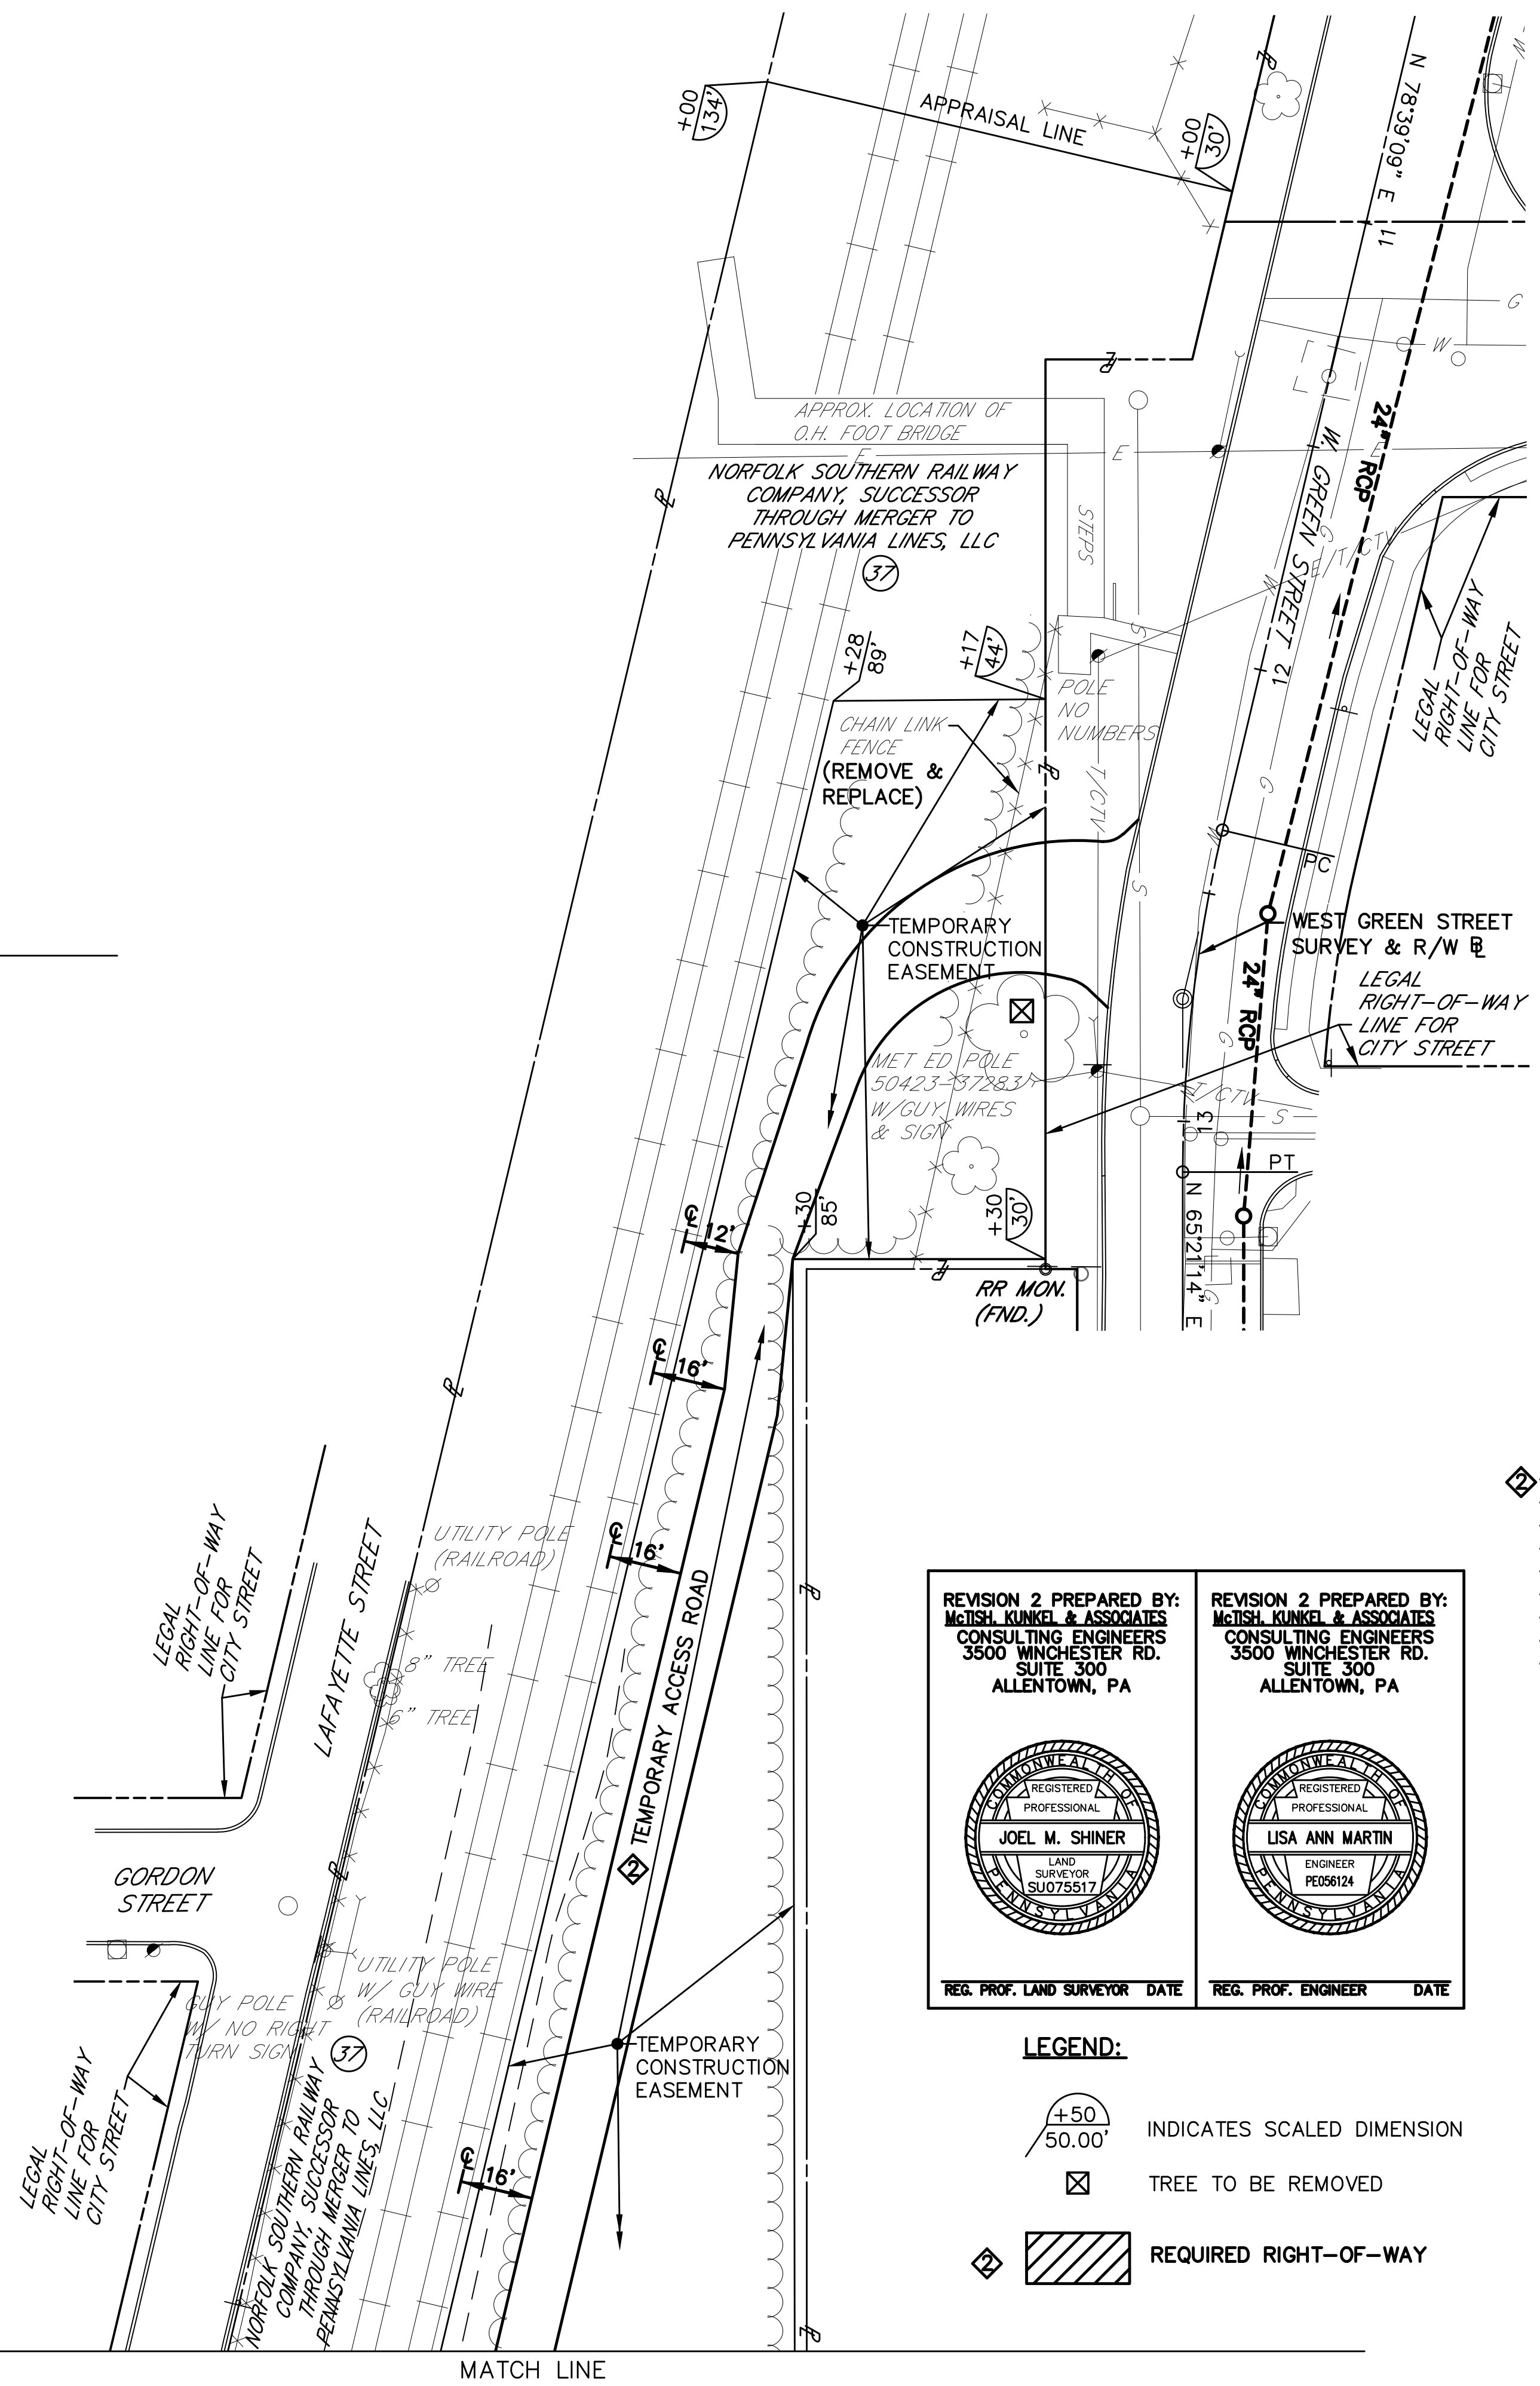 +00
134'
APPRAISAL LINE
+00
30'
N 78°39'09" E
11
G
W
APPROX. LOCATION OF
O.H. FOOT BRIDGE
E
E
E
NORFOLK SOUTHERN RAILWAY
COMPANY, SUCCESSOR
THROUGH MERGER TO
PENNSYLVANIA LINES, LLC
37
STEPS
24" RCP
W. GREEN STREET
E/T/CTV
G
W
S
12
LEGAL
RIGHT-OF-WAY
LINE FOR
CITY STREET
+28
89'
+17
44'
POLE
NO
NUMBERS
CHAIN LINK
FENCE
(REMOVE &
REPLACE)
T/CTV
G
W
S
PC
TEMPORARY
CONSTRUCTION
EASEMENT
WEST GREEN STREET
SURVEY & R/W BL
24" RCP
LEGAL
RIGHT-OF-WAY
LINE FOR
CITY STREET
G
MET ED POLE
50423-37283
W/GUY WIRES
& SIGN
T/CTV
S
13
PT
N 65°21'14" E
G
+30
85'
+30
30'
CL
12'
RR MON.
(FND.)
CL
16'
CL
16'
UTILITY POLE
(RAILROAD)
LEGAL
RIGHT-OF-WAY
LINE FOR
CITY STREET
LAFAYETTE STREET
8" TREE
6" TREE
2
TEMPORARY ACCESS ROAD
2
GORDON
STREET
UTILITY POLE
W/ GUY WIRE
(RAILROAD)
GUY POLE
W/ NO RIGHT
TURN SIGN
37
NORFOLK SOUTHERN RAILWAY
COMPANY, SUCCESSOR
THROUGH MERGER TO
PENNSYLVANIA LINES, LLC
LEGAL
RIGHT-OF-WAY
LINE FOR
CITY STREET
TEMPORARY
CONSTRUCTION
EASEMENT
CL
16'
MATCH LINE
REVISION 2 PREPARED BY:
McTISH, KUNKEL & ASSOCIATES
CONSULTING ENGINEERS
3500 WINCHESTER RD.
SUITE 300
ALLENTOWN, PA
COMMONWEALTH OF
REGISTERED
PROFESSIONAL
JOEL M. SHINER
LAND
SURVEYOR
SU075517
PENNSYLVANIA
REG. PROF. LAND SURVEYOR DATE
REVISION 2 PREPARED BY:
McTISH, KUNKEL & ASSOCIATES
CONSULTING ENGINEERS
3500 WINCHESTER RD.
SUITE 300
ALLENTOWN, PA
COMMONWEALTH OF
REGISTERED
PROFESSIONAL
LISA ANN MARTIN
ENGINEER
PE056124
PENNSYLVANIA
REG. PROF. ENGINEER DATE
LEGEND:
+50
50.00'
INDICATES SCALED DIMENSION
TREE TO BE REMOVED
2
REQUIRED RIGHT-OF-WAY